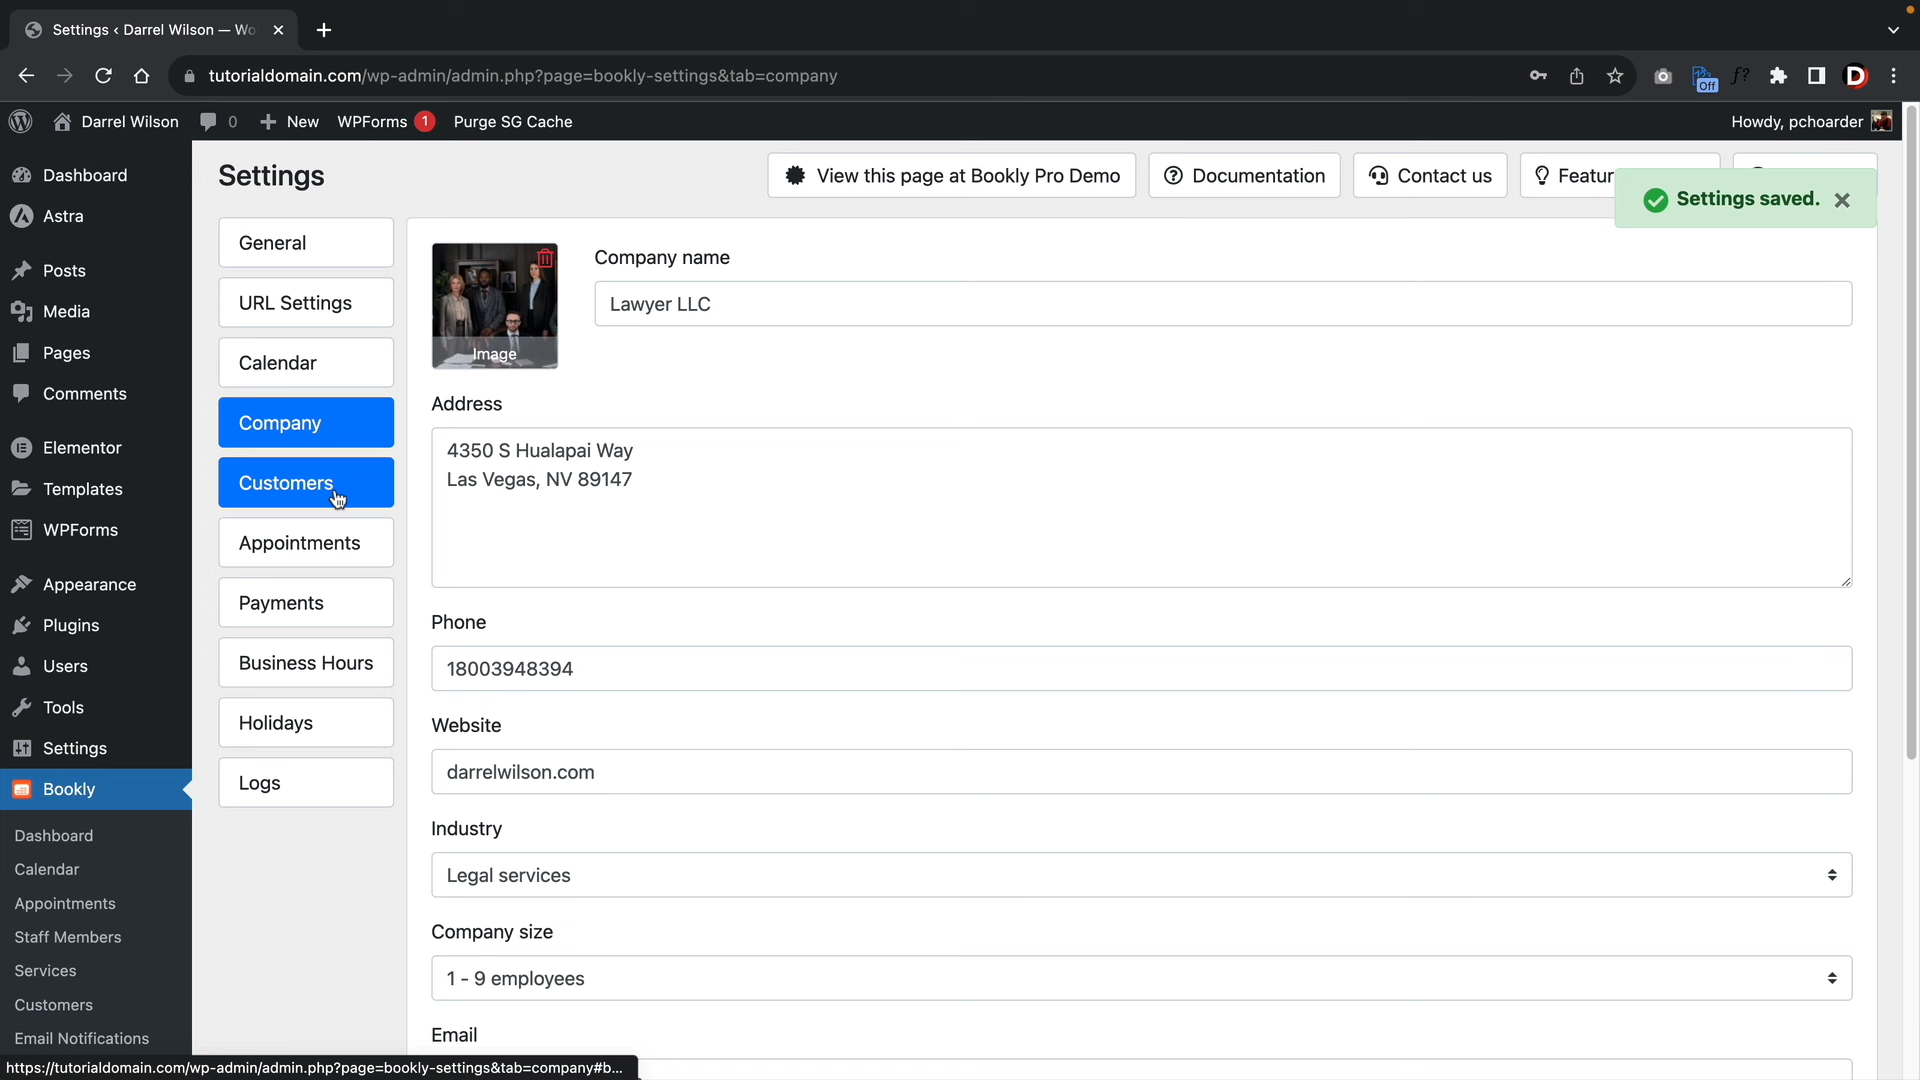 Settings ‹ Darrel Wilson — Wo
tutorialdomain.com/wp-admin/admin.php?page=bookly-settings&tab=company
Off
f?
D
Darrel Wilson
0
New
WPForms 1
Purge SG Cache
Howdy, pchoarder
Dashboard
Astra
Posts
Media
Pages
Comments
Elementor
Templates
WPForms
Appearance
Plugins
Users
Tools
Settings
Bookly
Dashboard
Calendar
Appointments
Staff Members
Services
Customers
Email Notifications
Settings
View this page at Bookly Pro Demo
Documentation
Contact us
Featur
Settings saved.
General
URL Settings
Calendar
Company
Customers
Appointments
Payments
Business Hours
Holidays
Logs
Image
Company name
Lawyer LLC
Address
4350 S Hualapai Way
Las Vegas, NV 89147
Phone
18003948394
Website
darrelwilson.com
Industry
Legal services
Company size
1 - 9 employees
Email
https://tutorialdomain.com/wp-admin/admin.php?page=bookly-settings&tab=company#b...